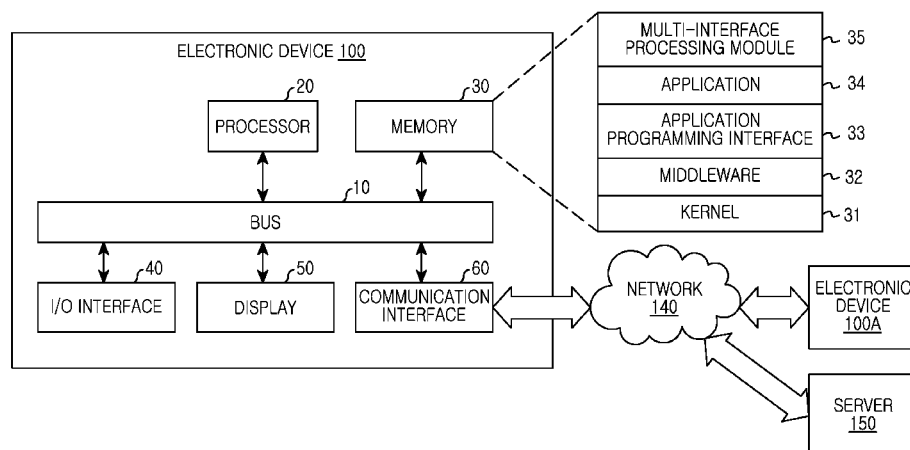 ELECTRONIC DEVICE 100
20
PROCESSOR
30
MEMORY
10
BUS
40
I/O INTERFACE
50
DISPLAY
60
COMMUNICATION
INTERFACE
MULTI-INTERFACE
PROCESSING MODULE
35
APPLICATION
34
APPLICATION
PROGRAMMING INTERFACE
33
MIDDLEWARE
32
KERNEL
31
NETWORK
140
ELECTRONIC
DEVICE
100A
SERVER
150